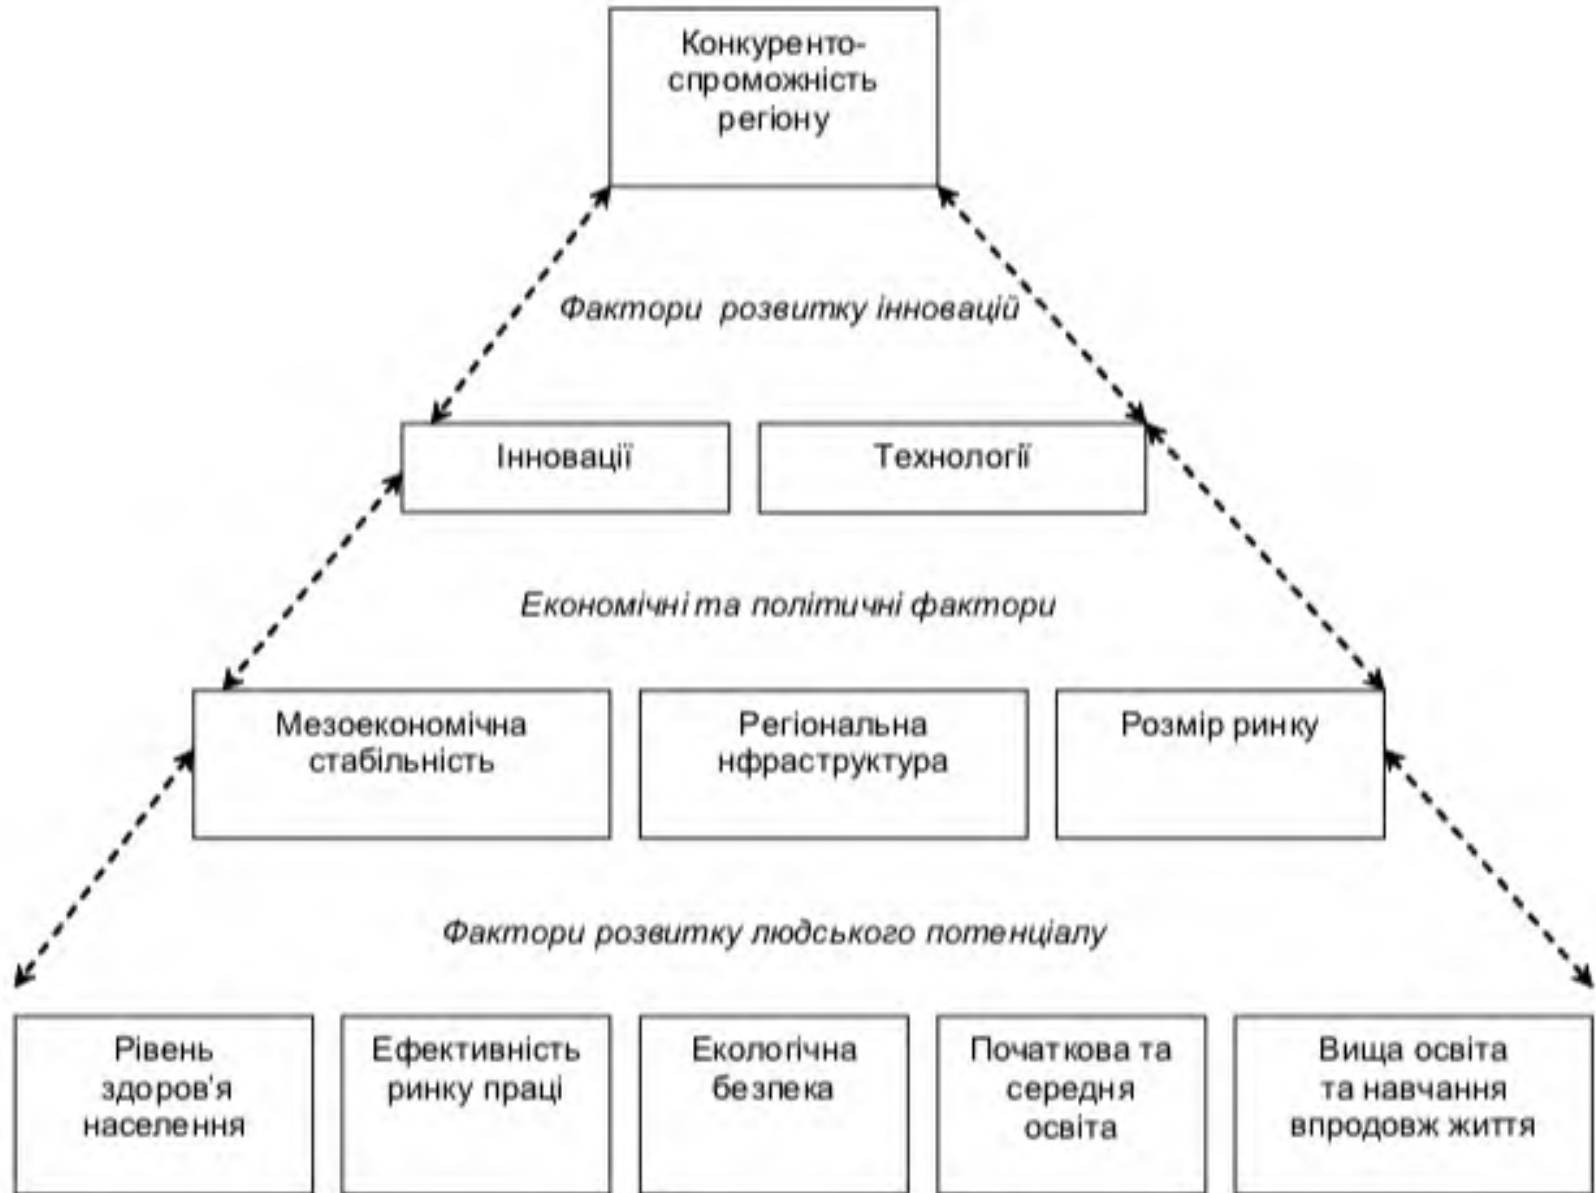 Конкуренто-
спроможність
регіону
Фактори розвитку інновацій
Інновації
Технології
Економічні та політичні фактори
Мезоекономічна
стабільність
Регіональна
нфраструктура
Розмір ринку
Фактори розвитку людського потенціалу
Рівень
здоров'я
населення
Ефективність
ринку праці
Екологічна
безпека
Початкова та
середня
освіта
Вища освіта
та навчання
впродовж життя